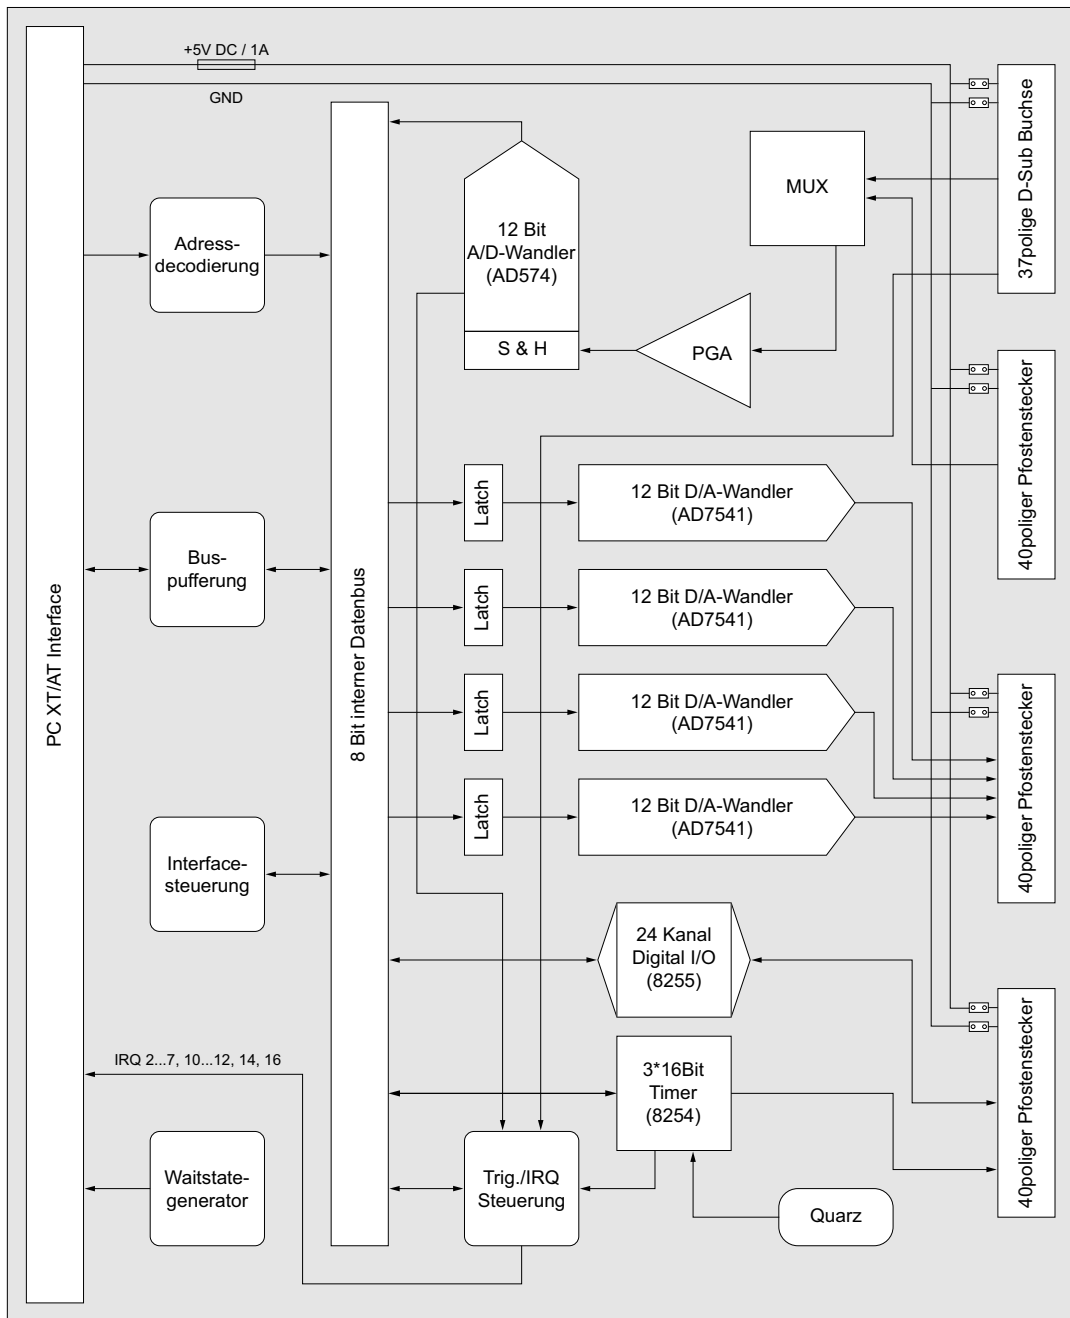 +5V DC / 1A
GND
PC XT/AT Interface
8 Bit interner Datenbus
Adress-
decodierung
Bus-
pufferung
Interface-
steuerung
IRQ 2...7, 10...12, 14, 16
Waitstate-
generator
12 Bit
A/D-Wandler
(AD574)
S & H
PGA
MUX
37polige D-Sub Buchse
40poliger Pfostenstecker
Latch
12 Bit D/A-Wandler
(AD7541)
Latch
12 Bit D/A-Wandler
(AD7541)
Latch
12 Bit D/A-Wandler
(AD7541)
Latch
12 Bit D/A-Wandler
(AD7541)
40poliger Pfostenstecker
24 Kanal
Digital I/O
(8255)
3*16Bit
Timer
(8254)
Trig./IRQ
Steuerung
Quarz
40poliger Pfostenstecker